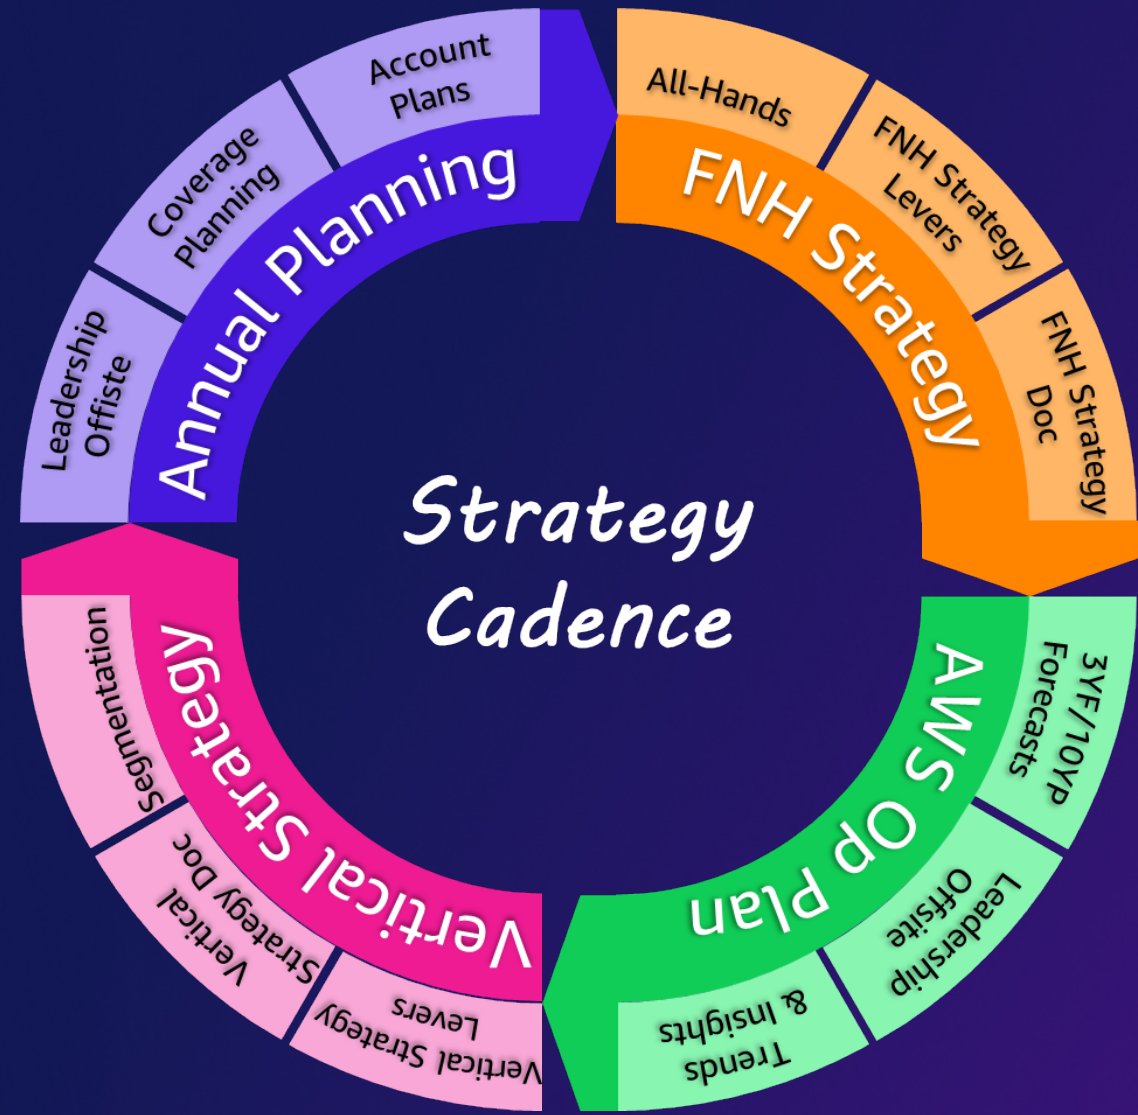 Strategy
Cadence
FNH Strategy
All-Hands
FNH Strategy
Levers
FNH Strategy
Doc
AWS Op Plan
3YF/10YP
Forecasts
Leadership
Offsite
Trends
& Insights
Vertical Strategy
Vertical Strategy
Levers
Vertical
Strategy Doc
Segmentation
Annual Planning
Leadership
Offiste
Coverage
Planning
Account
Plans